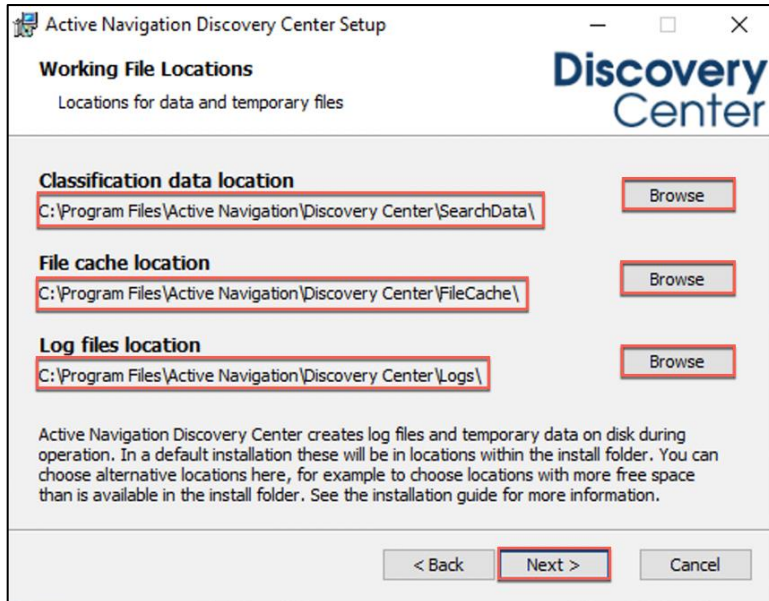 Active Navigation Discovery Center Setup
Working File Locations
Locations for data and temporary files
Discovery
Center
Classification data location
C:\Program Files\Active Navigation\Discovery Center\SearchData\
Browse
File cache location
C:\Program Files\Active Navigation\Discovery Center\FileCache\
Browse
Log files location
C:\Program Files\Active Navigation\Discovery Center\Logs\
Browse
Active Navigation Discovery Center creates log files and temporary data on disk during
operation. In a default installation these will be in locations within the install folder. You can
choose alternative locations here, for example to choose locations with more free space
than is available in the install folder. See the installation guide for more information.
< Back Next > Cancel